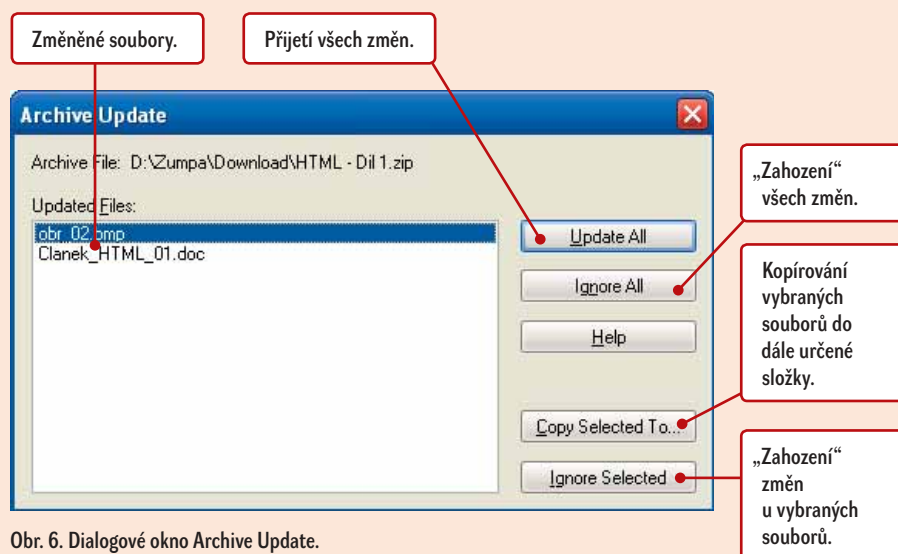 Změněné soubory.
Přijetí všech změn.
Archive Update
Archive File: D:\Zumpa\Download\HTML - Dil 1.zip
Updated Files:
obr_02.bmp
Clanek_HTML_01.doc
Update All
Ignore All
Help
Copy Selected To...
Ignore Selected
„Zahození“
všech změn.
Kopírování
vybraných
souborů do
dále určené
složky.
„Zahození“
změn
u vybraných
souborů.
Obr. 6. Dialogové okno Archive Update.